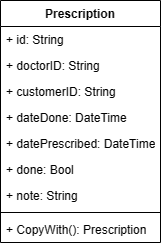 Prescription
+ id: String
+ doctorID: String
+ customerID: String
+ dateDone: DateTime
+ datePrescribed: DateTime
+ done: Bool
+ note: String
+ CopyWith(): Prescription